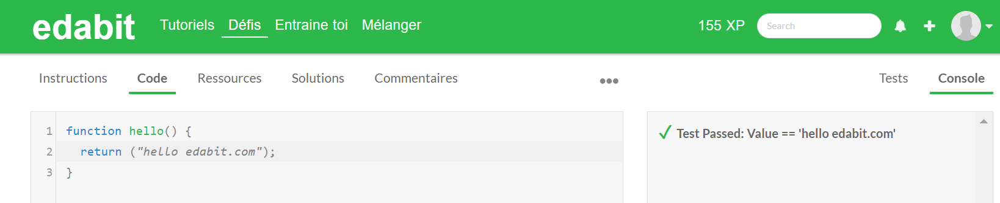 edabit Tutoriels Défis Entraine toi Mélanger 155 XP Search
Instructions Code Ressources Solutions Commentaires ••• Tests Console
1 function hello() {
2 return ("hello edabit.com");
3 }
✓ Test Passed: Value == 'hello edabit.com'